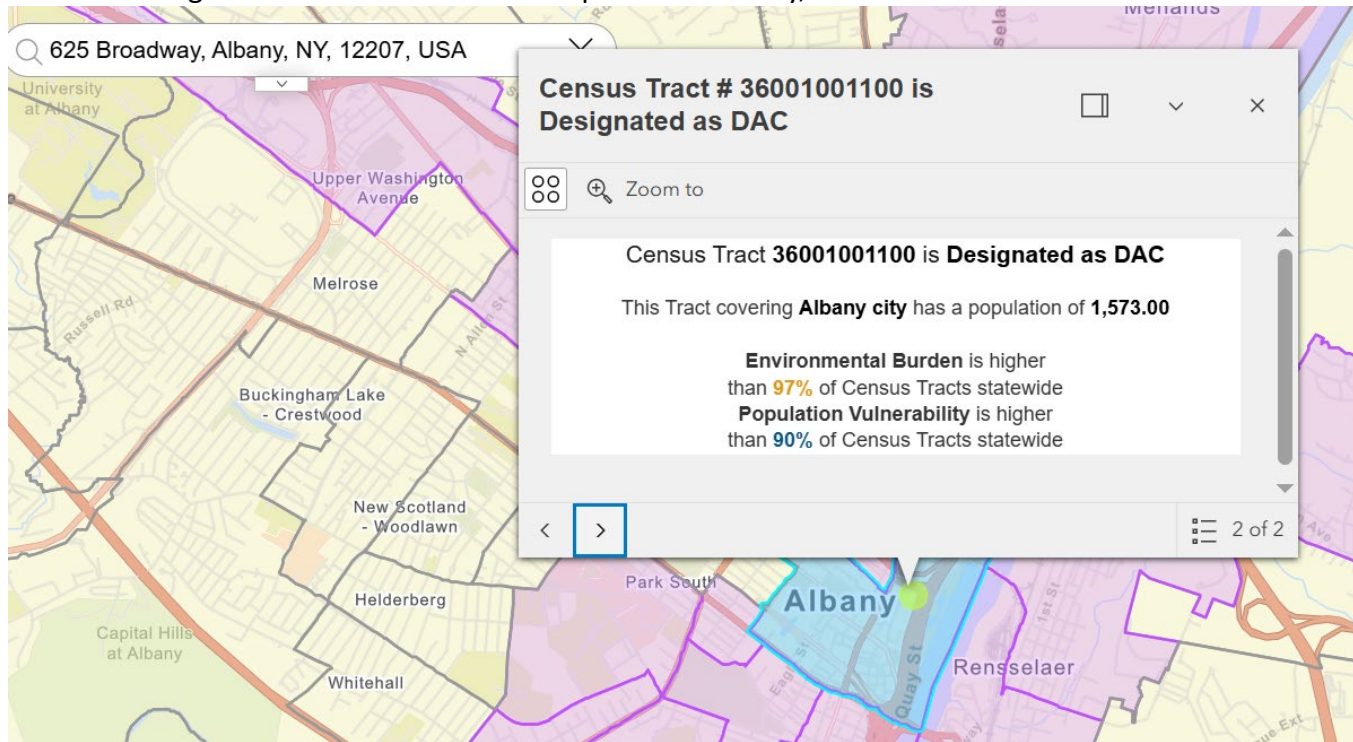 Menands
625 Broadway, Albany, NY, 12207, USA
University
at Albany
Census Tract # 36001001100 is
Designated as DAC
Zoom to
Upper Washington
Avenue
Census Tract 36001001100 is Designated as DAC
This Tract covering Albany city has a population of 1,573.00
Environmental Burden is higher
than 97% of Census Tracts statewide
Population Vulnerability is higher
than 90% of Census Tracts statewide
Melrose
Russell Rd
N Allen St
Buckingham Lake
- Crestwood
New Scotland
- Woodlawn
2 of 2
Park South
Albany
Helderberg
Capital Hills
at Albany
Whitehall
Eagle St
Quay St
1st St
Rensselaer